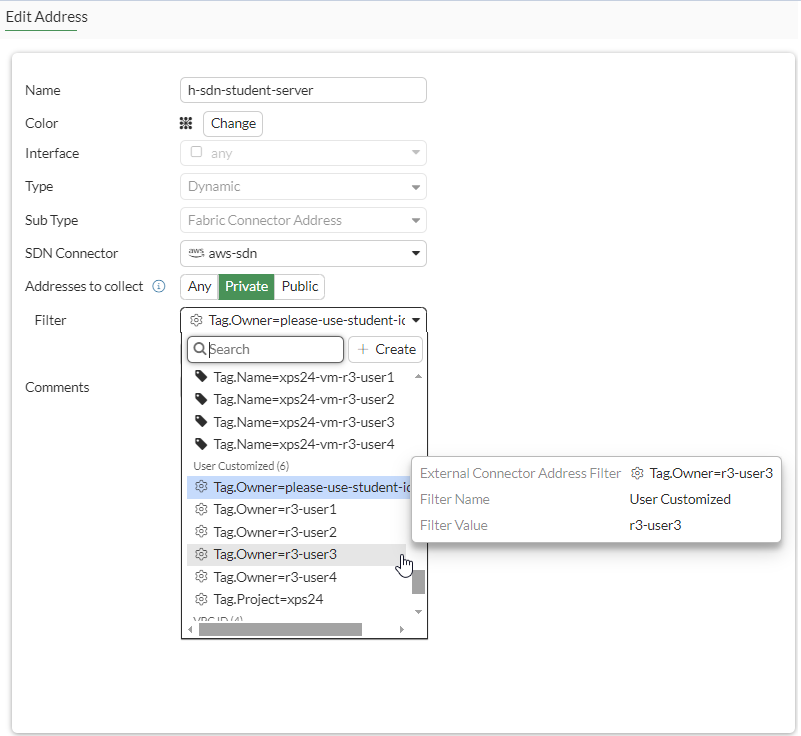 Edit Address
Name h-sdn-student-server
Color Change
Interface any
Type Dynamic
Sub Type Fabric Connector Address
SDN Connector aws aws-sdn
Addresses to collect Any Private Public
Filter Tag.Owner=please-use-student-ic
Search + Create
Comments
Tag.Name=xps24-vm-r3-user1
Tag.Name=xps24-vm-r3-user2
Tag.Name=xps24-vm-r3-user3
Tag.Name=xps24-vm-r3-user4
User Customized (6)
Tag.Owner=please-use-student-ic
Tag.Owner=r3-user1
Tag.Owner=r3-user2
Tag.Owner=r3-user3
Tag.Owner=r3-user4
Tag.Project=xps24
VPC ID (4)
External Connector Address Filter Tag.Owner=r3-user3
Filter Name User Customized
Filter Value r3-user3